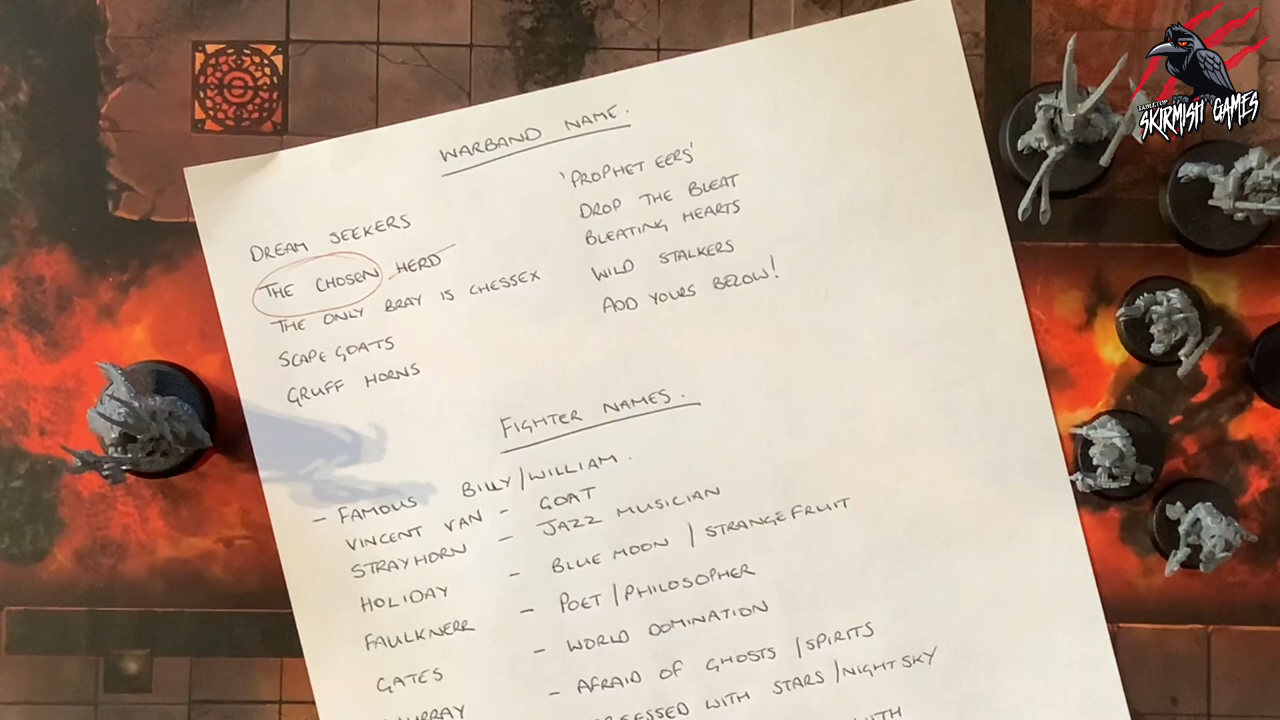 WARBAND NAME.
DREAM SEEKERS
THE CHOSEN HERD
THE ONLY BRAY IS CHESSEX
SCAPE GOATS
GRUFF HORNS
'PROPHET EERS'
DROP THE BLEAT
BLEATING HEARTS
WILD STALKERS
ADD YOURS BELOW!
FIGHTER NAMES.
- FAMOUS BILLY/WILLIAM.
VINCENT VAN - GOAT
STRAYHORN - JAZZ MUSICIAN
HOLIDAY - BLUE MOON / STRANGEFRUIT
FAULKNERR - POET/PHILOSOPHER
GATES - WORLD DOMINATION
MURRAY - AFRAID OF GHOSTS/SPIRITS
OBSESSED WITH STARS/NIGHT SKY
WITH
TABLETOP
SKIRMISH GAMES